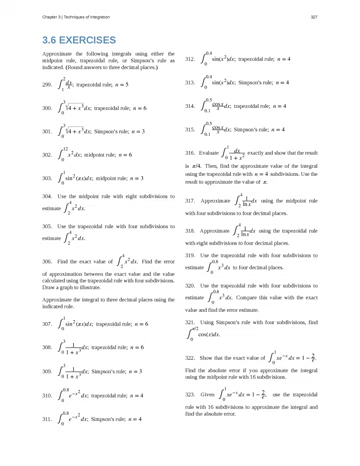 Chapter 3 | Techniques of Integration 327
3.6 EXERCISES
Approximate the following integrals using either the
midpoint rule, trapezoidal rule, or Simpson's rule as
indicated. (Round answers to three decimal places.)
299. ∫₁² dx/x; trapezoidal rule; n = 5
300. ∫₀³ √(4 + x³)dx; trapezoidal rule; n = 6
301. ∫₀³ √(4 + x³)dx; Simpson's rule; n = 3
302. ∫₀¹² x²dx; midpoint rule; n = 6
303. ∫₀¹ sin²(πx)dx; midpoint rule; n = 3
304. Use the midpoint rule with eight subdivisions to
estimate ∫₂⁴ x²dx.
305. Use the trapezoidal rule with four subdivisions to
estimate ∫₂⁴ x²dx.
306. Find the exact value of ∫₂⁴ x²dx. Find the error
of approximation between the exact value and the value
calculated using the trapezoidal rule with four subdivisions.
Draw a graph to illustrate.
Approximate the integral to three decimal places using the
indicated rule.
307. ∫₀¹ sin²(πx)dx; trapezoidal rule; n = 6
308. ∫₀³ 1/(1 + x³)dx; trapezoidal rule; n = 6
309. ∫₀³ 1/(1 + x³)dx; Simpson's rule; n = 3
310. ∫₀^0.8 e^(−x²)dx; trapezoidal rule; n = 4
311. ∫₀^0.8 e^(−x²)dx; Simpson's rule; n = 4
312. ∫₀^0.4 sin(x²)dx; trapezoidal rule; n = 4
313. ∫₀^0.4 sin(x²)dx; Simpson's rule; n = 4
314. ∫₀.₁^0.5 cos x/x dx; trapezoidal rule; n = 4
315. ∫₀.₁^0.5 cos x/x dx; Simpson's rule; n = 4
316. Evaluate ∫₀¹ dx/(1 + x²) exactly and show that the result
is π/4. Then, find the approximate value of the integral
using the trapezoidal rule with n = 4 subdivisions. Use the
result to approximate the value of π.
317. Approximate ∫₂⁴ 1/ln x dx using the midpoint rule
with four subdivisions to four decimal places.
318. Approximate ∫₂⁴ 1/ln x dx using the trapezoidal rule
with eight subdivisions to four decimal places.
319. Use the trapezoidal rule with four subdivisions to
estimate ∫₀^0.8 x³dx to four decimal places.
320. Use the trapezoidal rule with four subdivisions to
estimate ∫₀^0.8 x³dx. Compare this value with the exact
value and find the error estimate.
321. Using Simpson's rule with four subdivisions, find
∫₀^(π/2) cos(x)dx.
322. Show that the exact value of ∫₀¹ xe^(−x)dx = 1 − 2/e.
Find the absolute error if you approximate the integral
using the midpoint rule with 16 subdivisions.
323. Given ∫₀¹ xe^(−x)dx = 1 − 2/e, use the trapezoidal
rule with 16 subdivisions to approximate the integral and
find the absolute error.